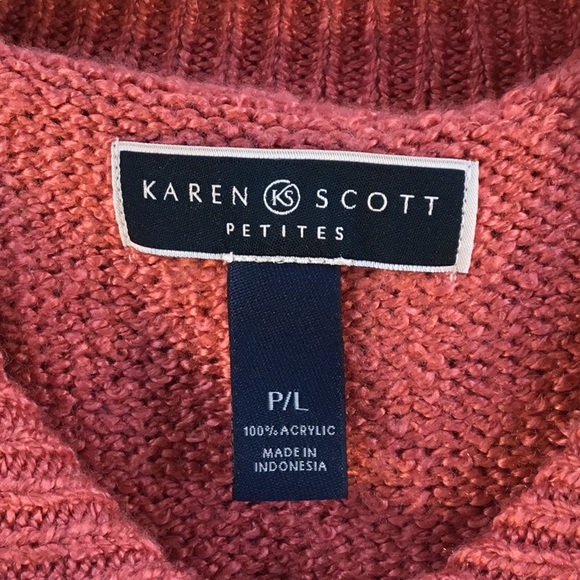 KAREN KS SCOTT
PETITES
P/L
100% ACRYLIC
MADE IN
INDONESIA